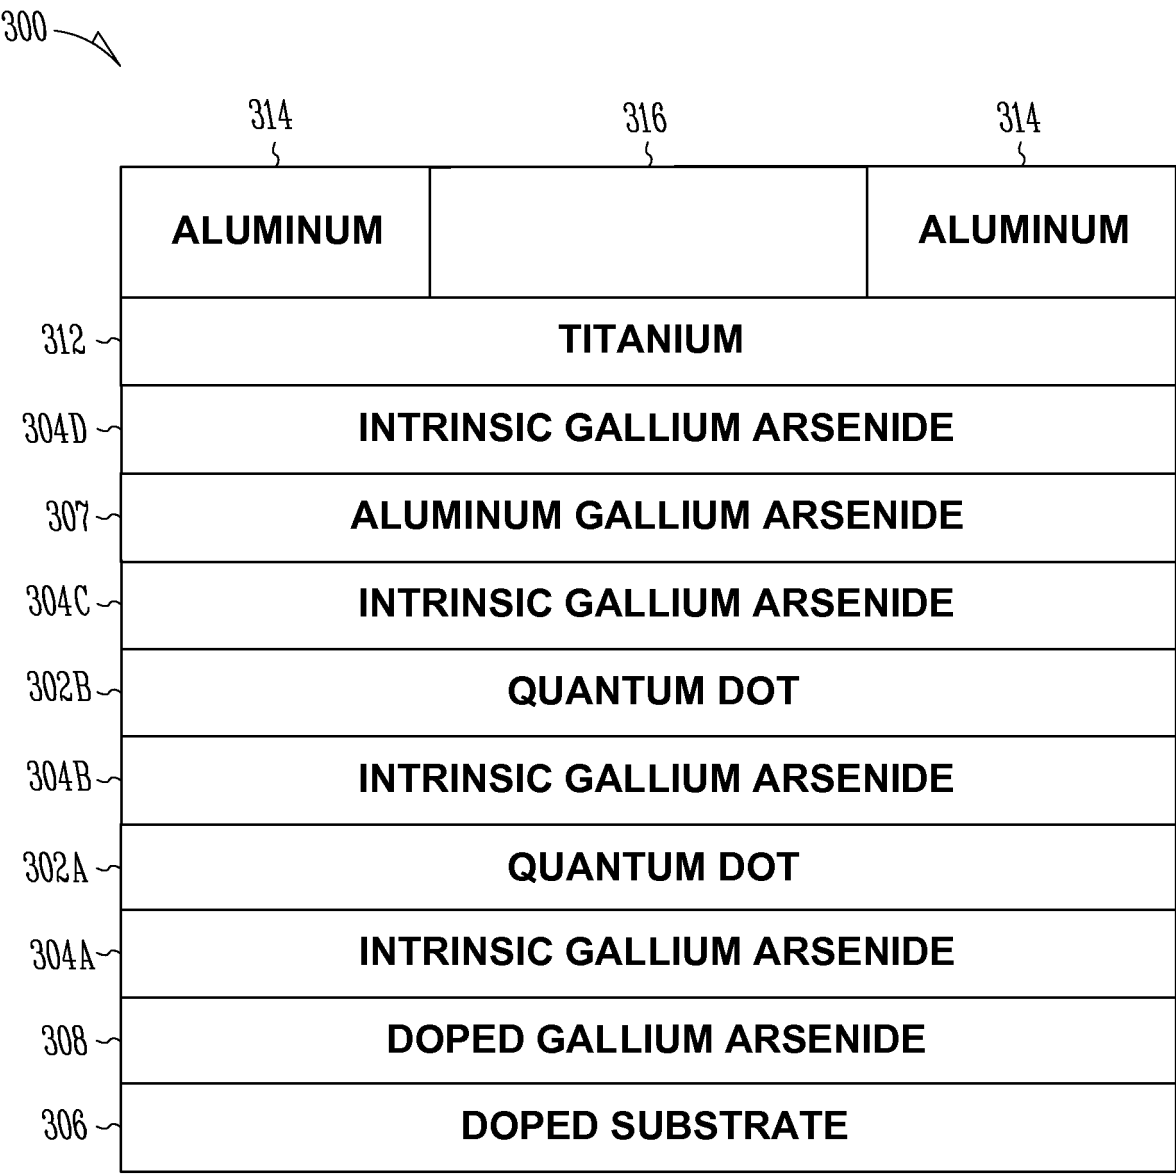 300
314 316 314
ALUMINUM ALUMINUM
312 TITANIUM
304D INTRINSIC GALLIUM ARSENIDE
307 ALUMINUM GALLIUM ARSENIDE
304C INTRINSIC GALLIUM ARSENIDE
302B QUANTUM DOT
304B INTRINSIC GALLIUM ARSENIDE
302A QUANTUM DOT
304A INTRINSIC GALLIUM ARSENIDE
308 DOPED GALLIUM ARSENIDE
306 DOPED SUBSTRATE